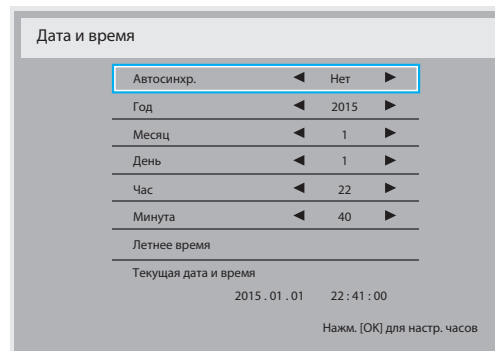 Дата и время
Автосинхр. ◀ Нет ▶
Год ◀ 2015 ▶
Месяц ◀ 1 ▶
День ◀ 1 ▶
Час ◀ 22 ▶
Минута ◀ 40 ▶
Летнее время
Текущая дата и время
2015 . 01 . 01 22 : 41 : 00
Нажм. [OK] для настр. часов